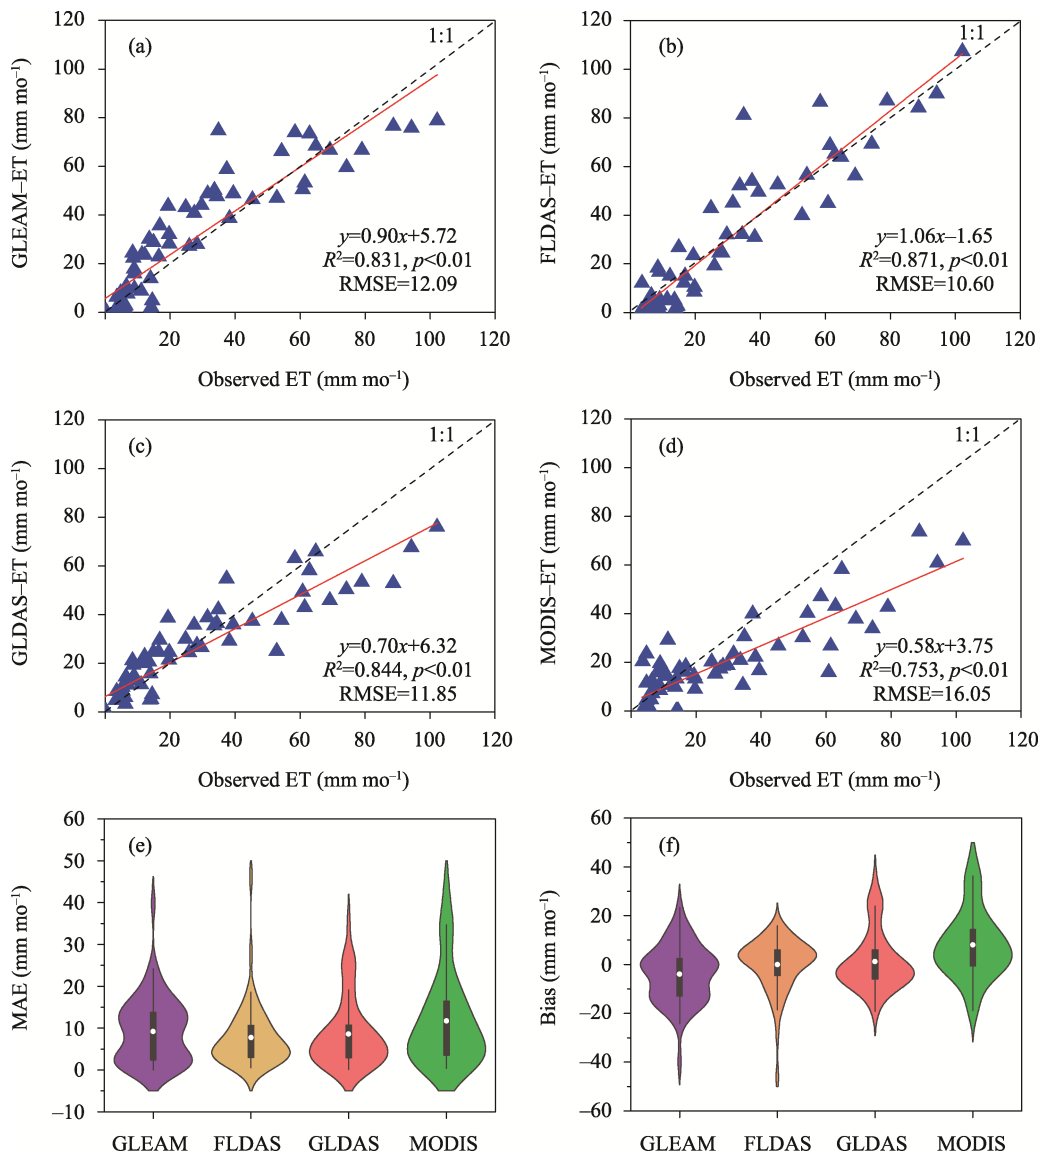 (a)
1:1
GLEAM–ET (mm mo⁻¹)
120
100
80
60
40
20
0
y=0.90x+5.72
R²=0.831, p<0.01
RMSE=12.09
20 40 60 80 100 120
Observed ET (mm mo⁻¹)
(b)
1:1
FLDAS–ET (mm mo⁻¹)
120
100
80
60
40
20
0
y=1.06x–1.65
R²=0.871, p<0.01
RMSE=10.60
20 40 60 80 100 120
Observed ET (mm mo⁻¹)
(c)
1:1
GLDAS–ET (mm mo⁻¹)
120
100
80
60
40
20
0
y=0.70x+6.32
R²=0.844, p<0.01
RMSE=11.85
20 40 60 80 100 120
Observed ET (mm mo⁻¹)
(d)
1:1
MODIS–ET (mm mo⁻¹)
120
100
80
60
40
20
0
y=0.58x+3.75
R²=0.753, p<0.01
RMSE=16.05
20 40 60 80 100 120
Observed ET (mm mo⁻¹)
(e)
MAE (mm mo⁻¹)
60
50
40
30
20
10
0
–10
GLEAM FLDAS GLDAS MODIS
(f)
Bias (mm mo⁻¹)
60
40
20
0
–20
–40
–60
GLEAM FLDAS GLDAS MODIS